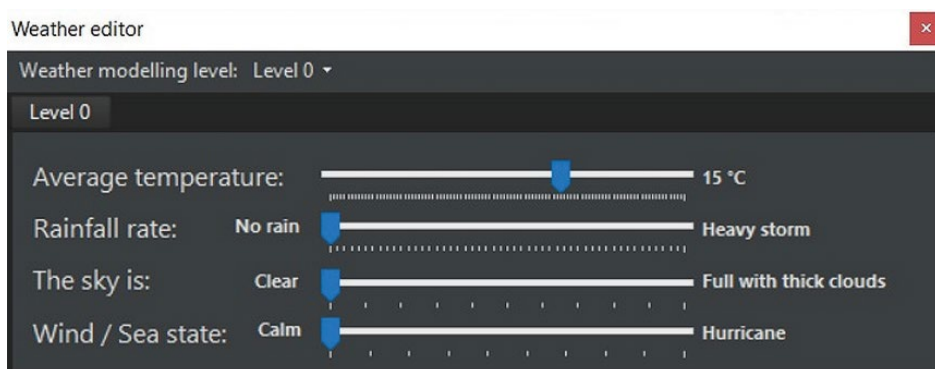 Weather editor ×
Weather modelling level: Level 0
Level 0
Average temperature: 15 °C
Rainfall rate: No rain Heavy storm
The sky is: Clear Full with thick clouds
Wind / Sea state: Calm Hurricane